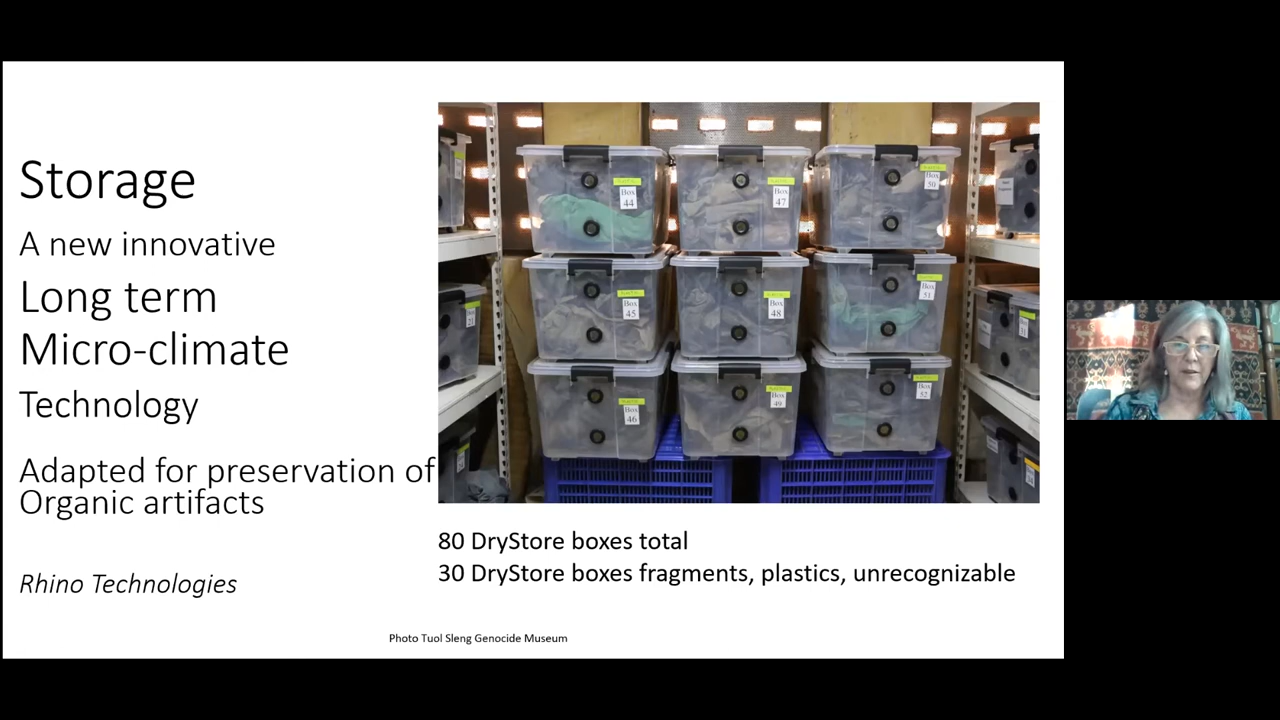 Storage
A new innovative
Long term
Micro-climate
Technology
Adapted for preservation of
Organic artifacts
Rhino Technologies
Box
44
Box
47
Box
50
Box
45
Box
48
Box
51
Box
46
Box
49
Box
52
80 DryStore boxes total
30 DryStore boxes fragments, plastics, unrecognizable
Photo Tuol Sleng Genocide Museum